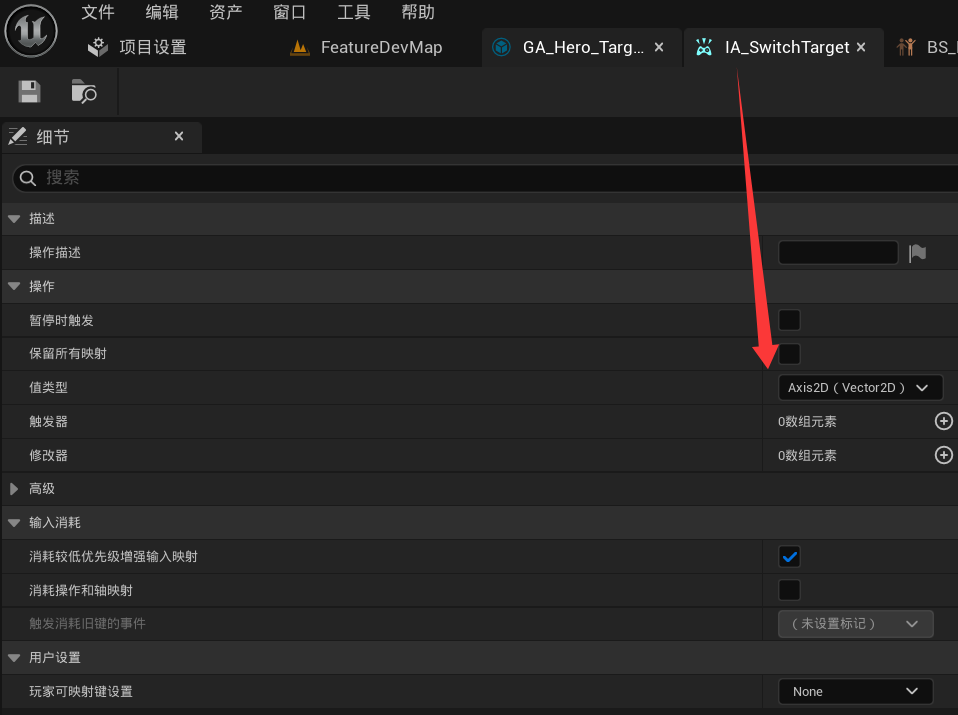 文件 编辑 资产 窗口 工具 帮助
项目设置 FeatureDevMap GA_Hero_Targ... IA_SwitchTarget BS_
细节
搜索
描述
操作描述
操作
暂停时触发
保留所有映射
值类型 Axis2D（Vector2D）
触发器 0数组元素
修改器 0数组元素
高级
输入消耗
消耗较低优先级增强输入映射
消耗操作和轴映射
触发消耗旧键的事件 （未设置标记）
用户设置
玩家可映射键设置 None